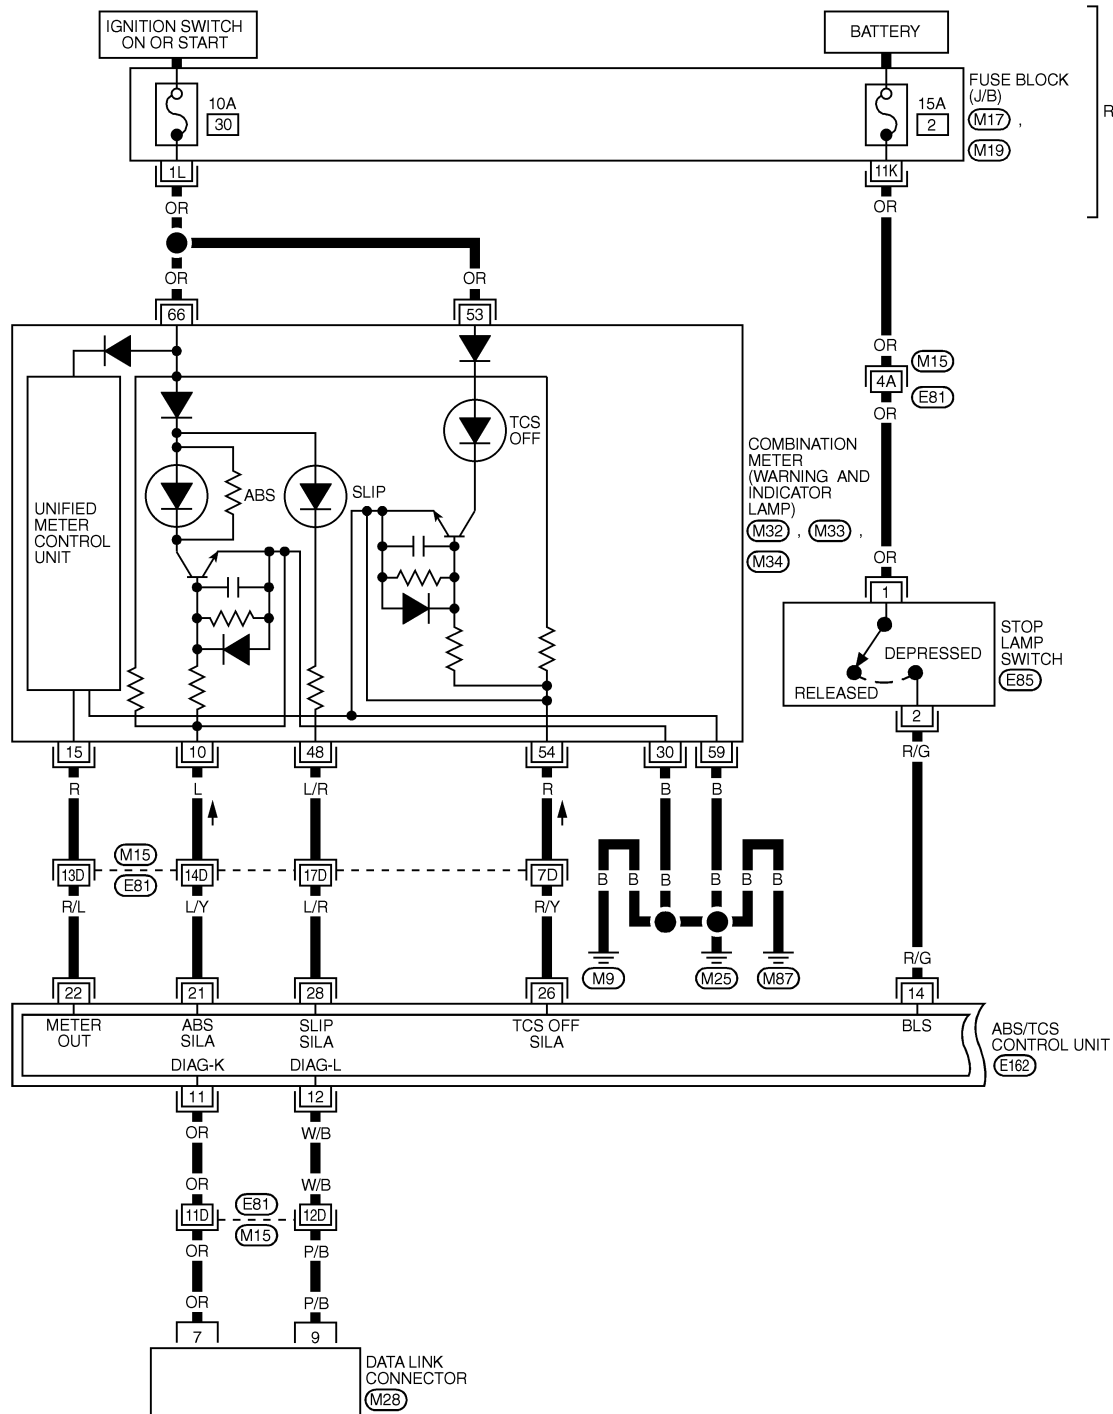 IGNITION SWITCH
ON OR START
BATTERY
FUSE BLOCK
(J/B)
M17 ,
M19
R
10A
30
15A
2
1L
11K
OR
OR
OR
OR
66
53
OR
M15
4A
E81
OR
TCS
OFF
ABS
SLIP
UNIFIED
METER
CONTROL
UNIT
COMBINATION
METER
(WARNING AND
INDICATOR
LAMP)
M32 , M33 ,
M34
OR
1
DEPRESSED
RELEASED
STOP
LAMP
SWITCH
E85
2
R/G
15
10
48
54
30
59
R
L
L/R
R
B
B
M15
E81
13D
14D
17D
7D
B
B
B
B
B
B
R/L
L/Y
L/R
R/Y
M9
M25
M87
R/G
22
21
28
26
14
METER
OUT
ABS
SILA
SLIP
SILA
TCS OFF
SILA
BLS
DIAG-K
DIAG-L
ABS/TCS
CONTROL UNIT
E162
11
12
OR
W/B
OR
W/B
E81
M15
11D
12D
OR
P/B
OR
P/B
7
9
DATA LINK
CONNECTOR
M28